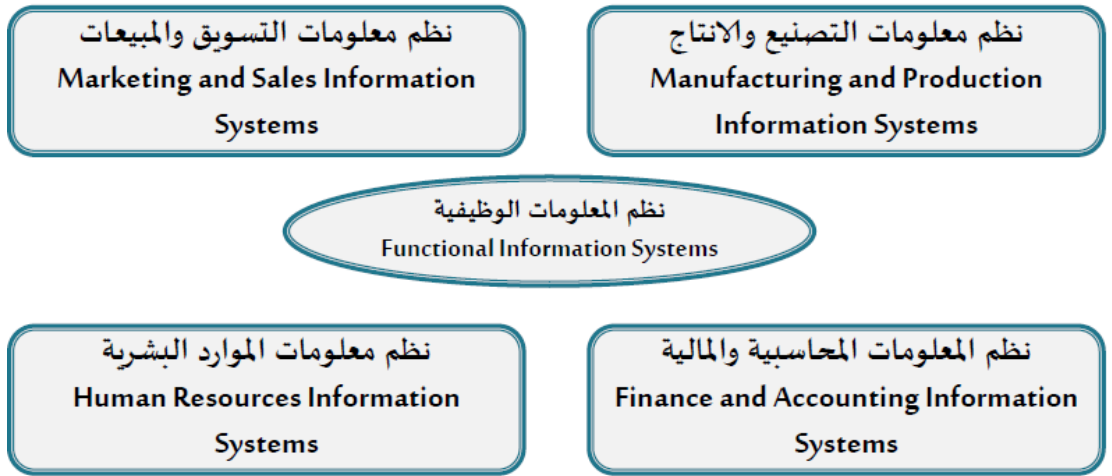 نظم معلومات التسويق والمبيعات
Marketing and Sales Information
Systems
نظم معلومات التصنيع والانتاج
Manufacturing and Production
Information Systems
نظم المعلومات الوظيفية
Functional Information Systems
نظم معلومات الموارد البشرية
Human Resources Information
Systems
نظم المعلومات المحاسبية والمالية
Finance and Accounting Information
Systems